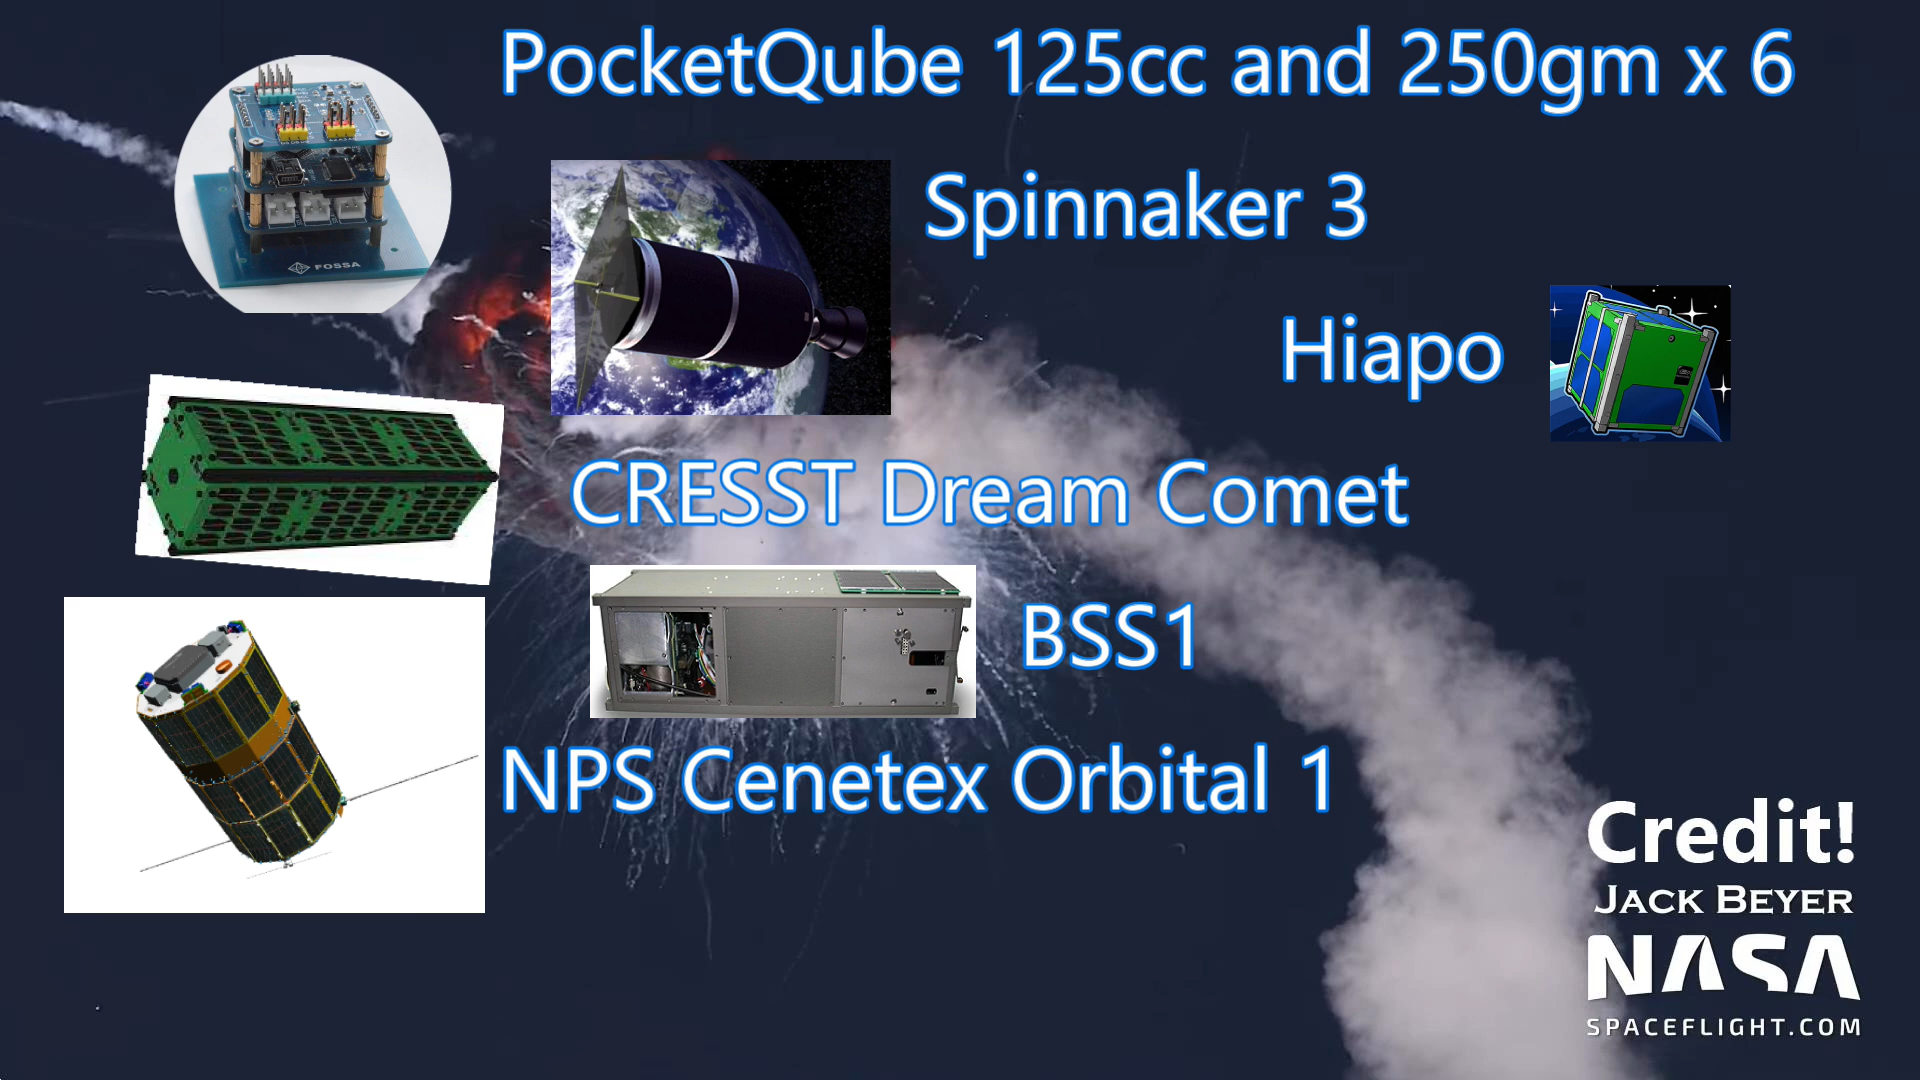 PocketQube 125cc and 250gm x 6
FOSSA
Spinnaker 3
Hiapo
CRESST Dream Comet
BSS1
NPS Cenetex Orbital 1
Credit!
JACK BEYER
NASA
SPACEFLIGHT.COM